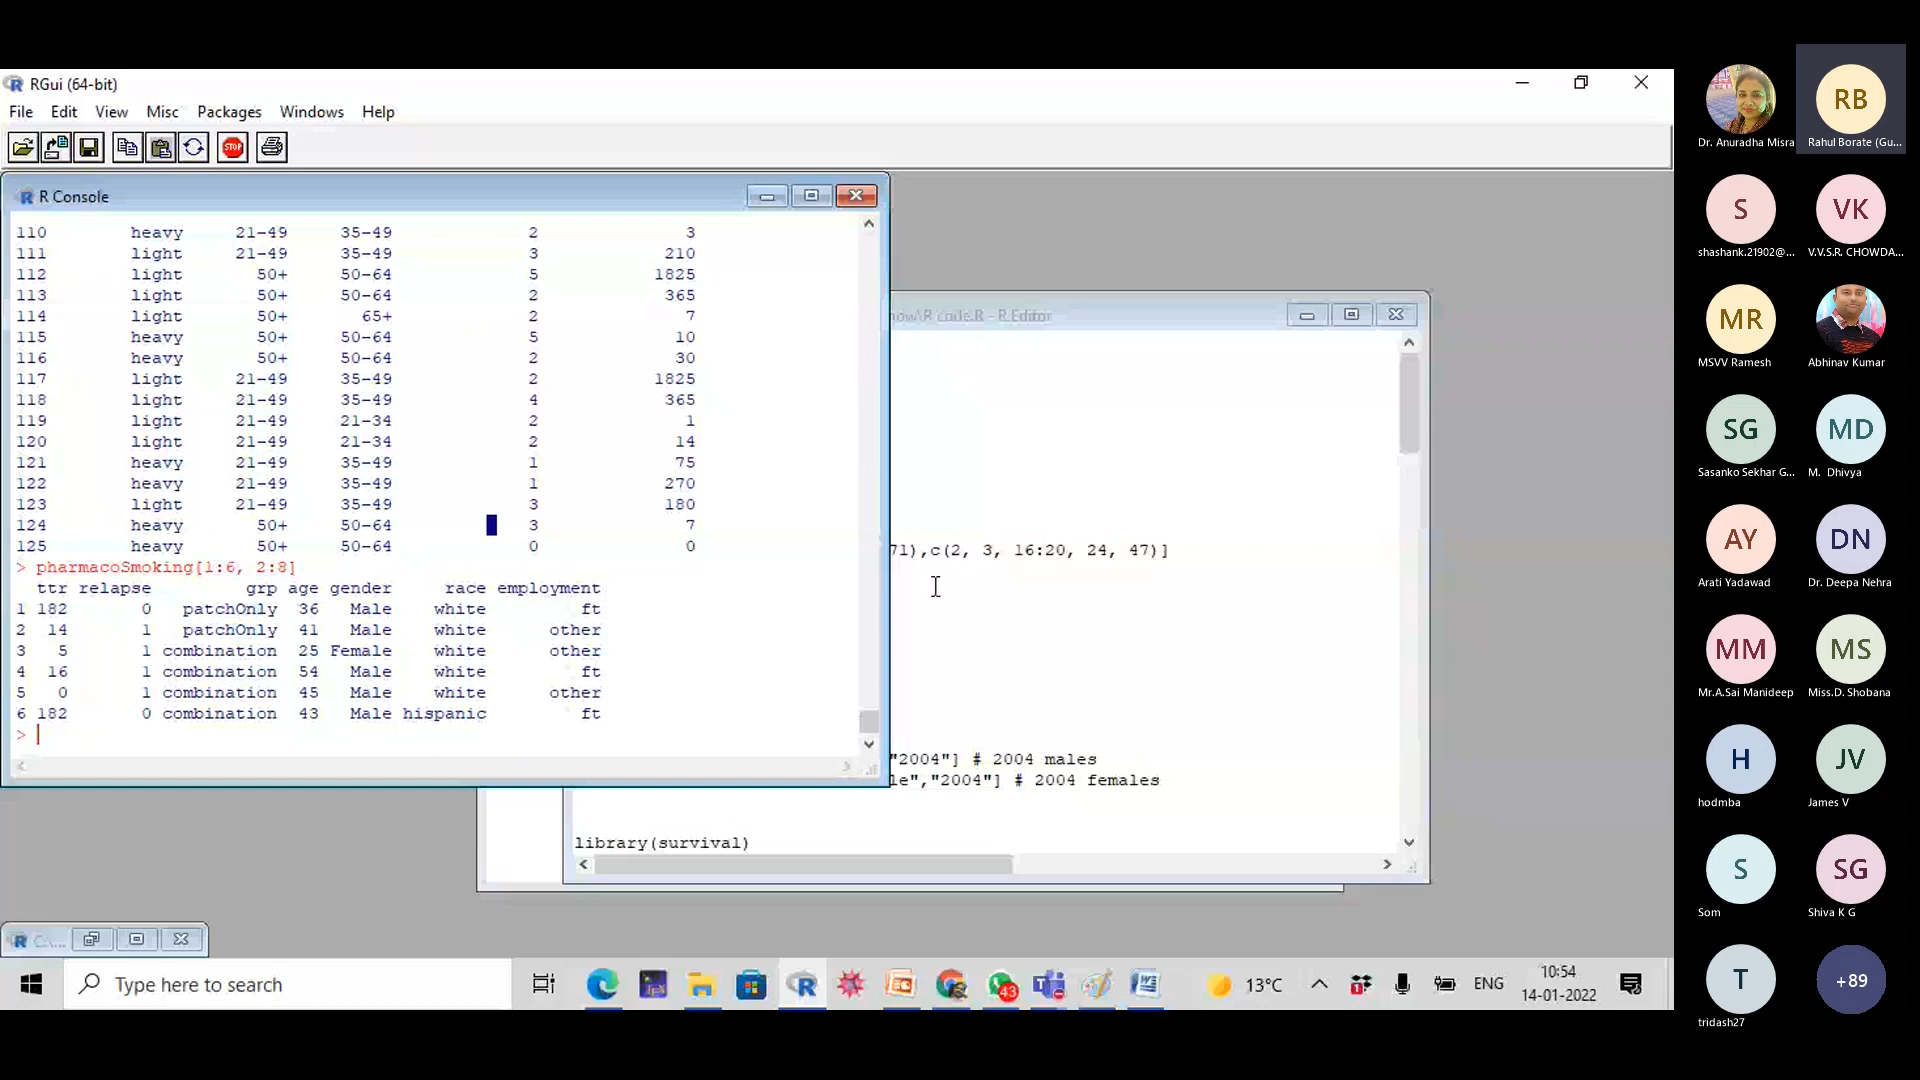 RGui (64-bit)
File Edit View Misc Packages Windows Help
STOP
R Console
110 heavy 21-49 35-49 2 3
111 light 21-49 35-49 3 210
112 light 50+ 50-64 5 1825
113 light 50+ 50-64 2 365
114 light 50+ 65+ 2 7
115 heavy 50+ 50-64 5 10
116 heavy 50+ 50-64 2 30
117 light 21-49 35-49 2 1825
118 light 21-49 35-49 4 365
119 light 21-49 21-34 2 1
120 light 21-49 21-34 2 14
121 heavy 21-49 35-49 1 75
122 heavy 21-49 35-49 1 270
123 light 21-49 35-49 3 180
124 heavy 50+ 50-64 3 7
125 heavy 50+ 50-64 0 0
> pharmacoSmoking[1:6, 2:8]
ttr relapse grp age gender race employment
1 182 0 patchOnly 36 Male white ft
2 14 1 patchOnly 41 Male white other
3 5 1 combination 25 Female white other
4 16 1 combination 54 Male white ft
5 0 1 combination 45 Male white other
6 182 0 combination 43 Male hispanic ft
>
now\R code.R - R Editor
71),c(2, 3, 16:20, 24, 47)]
"2004"] # 2004 males
le","2004"] # 2004 females
library(survival)
C:\...
Type here to search
43
13°C
ENG
10:54
14-01-2022
Dr. Anuradha Misra
RB
Rahul Borate (Gu...
S
shashank.21902@...
VK
V.V.S.R. CHOWDA...
MR
MSVV Ramesh
Abhinav Kumar
SG
Sasanko Sekhar G...
MD
M. Dhivya
AY
Arati Yadawad
DN
Dr. Deepa Nehra
MM
Mr.A.Sai Manideep
MS
Miss.D. Shobana
H
hodmba
JV
James V
S
Som
SG
Shiva K G
T
tridash27
+89